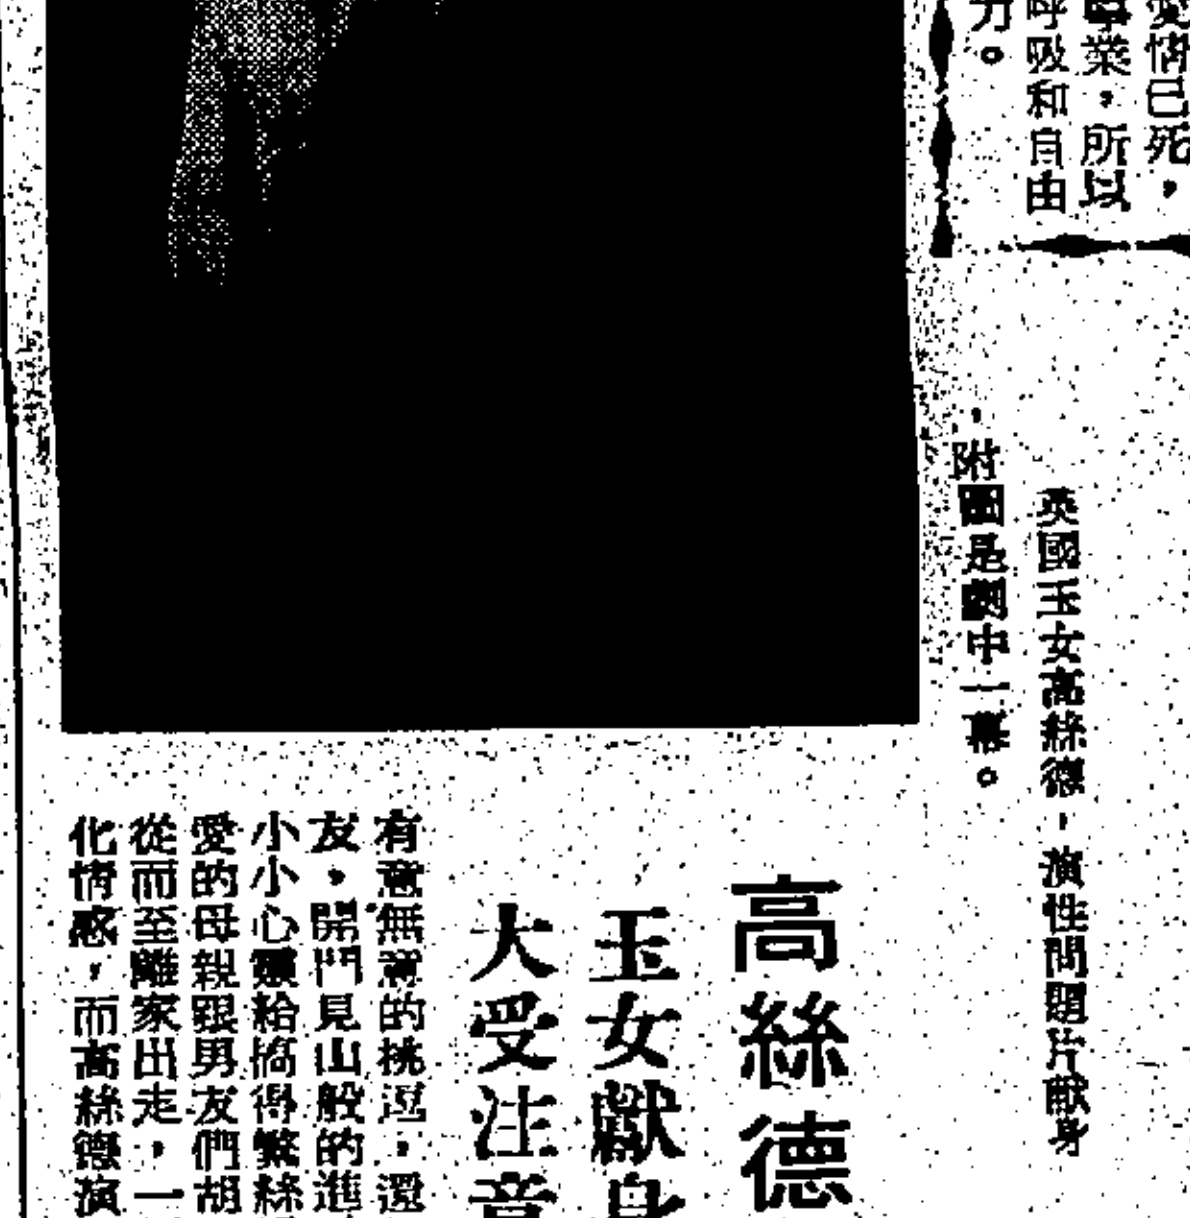 愛情已死，
業，所以
呼吸和自由
力。
英國玉女高絲德，演性問題片獻身
，附圖是劇中一幕。
高絲德
玉女獻身
大受注意
有意無意的挑逗，還
友，開門見山般的進
小小心靈給搞得繁絲
愛的母親跟男友們胡
從而至離家出走，一
化情感，而高絲德演